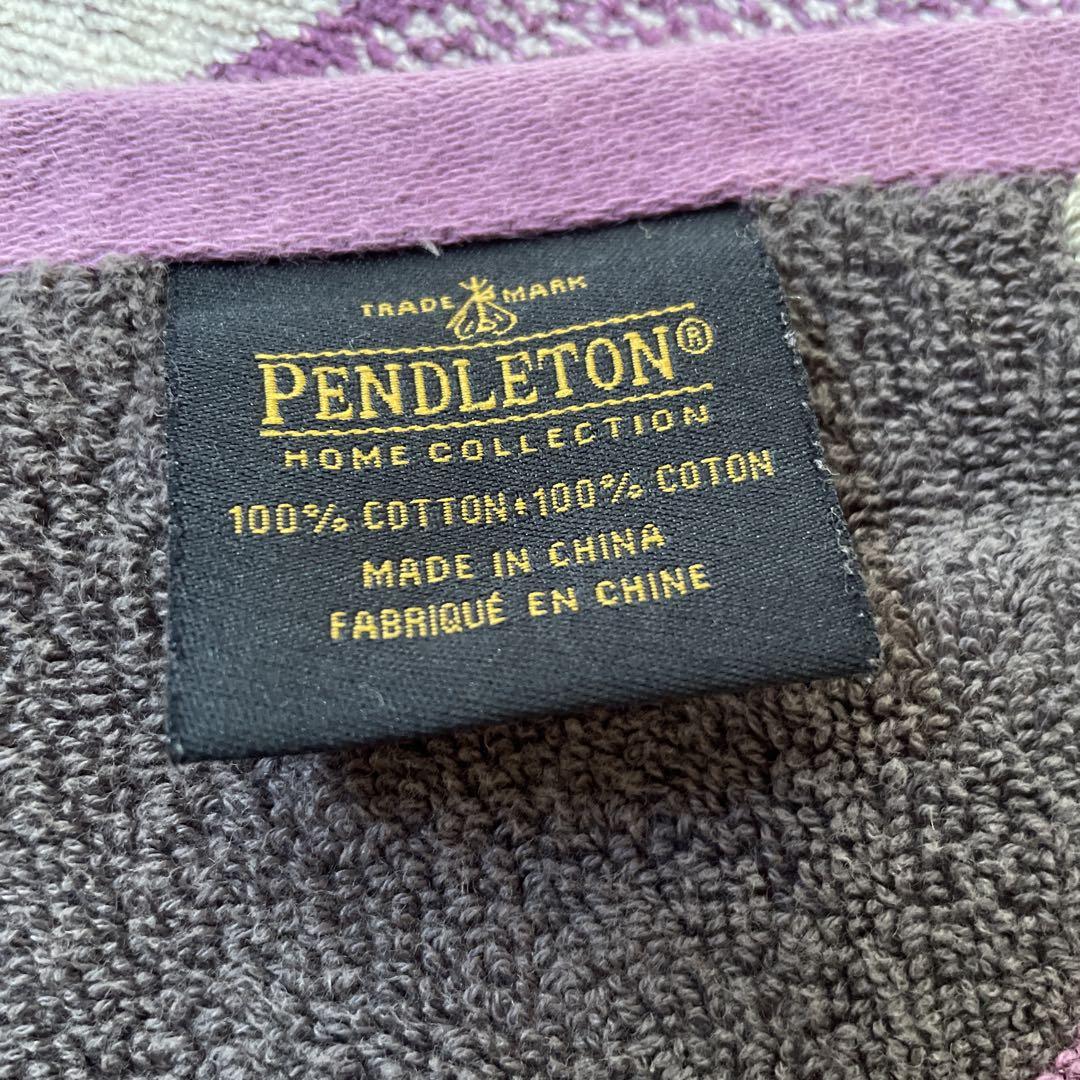 TRADE MARK
PENDLETON®
HOME COLLECTION
100% COTTON•100% COTON
MADE IN CHINA
FABRIQUÉ EN CHINE